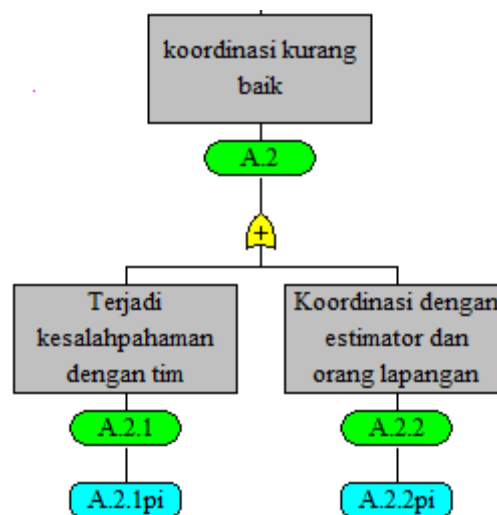 koordinasi kurang
baik
A.2
+
Terjadi
kesalahpahaman
dengan tim
A.2.1
A.2.1pi
Koordinasi dengan
estimator dan
orang lapangan
A.2.2
A.2.2pi